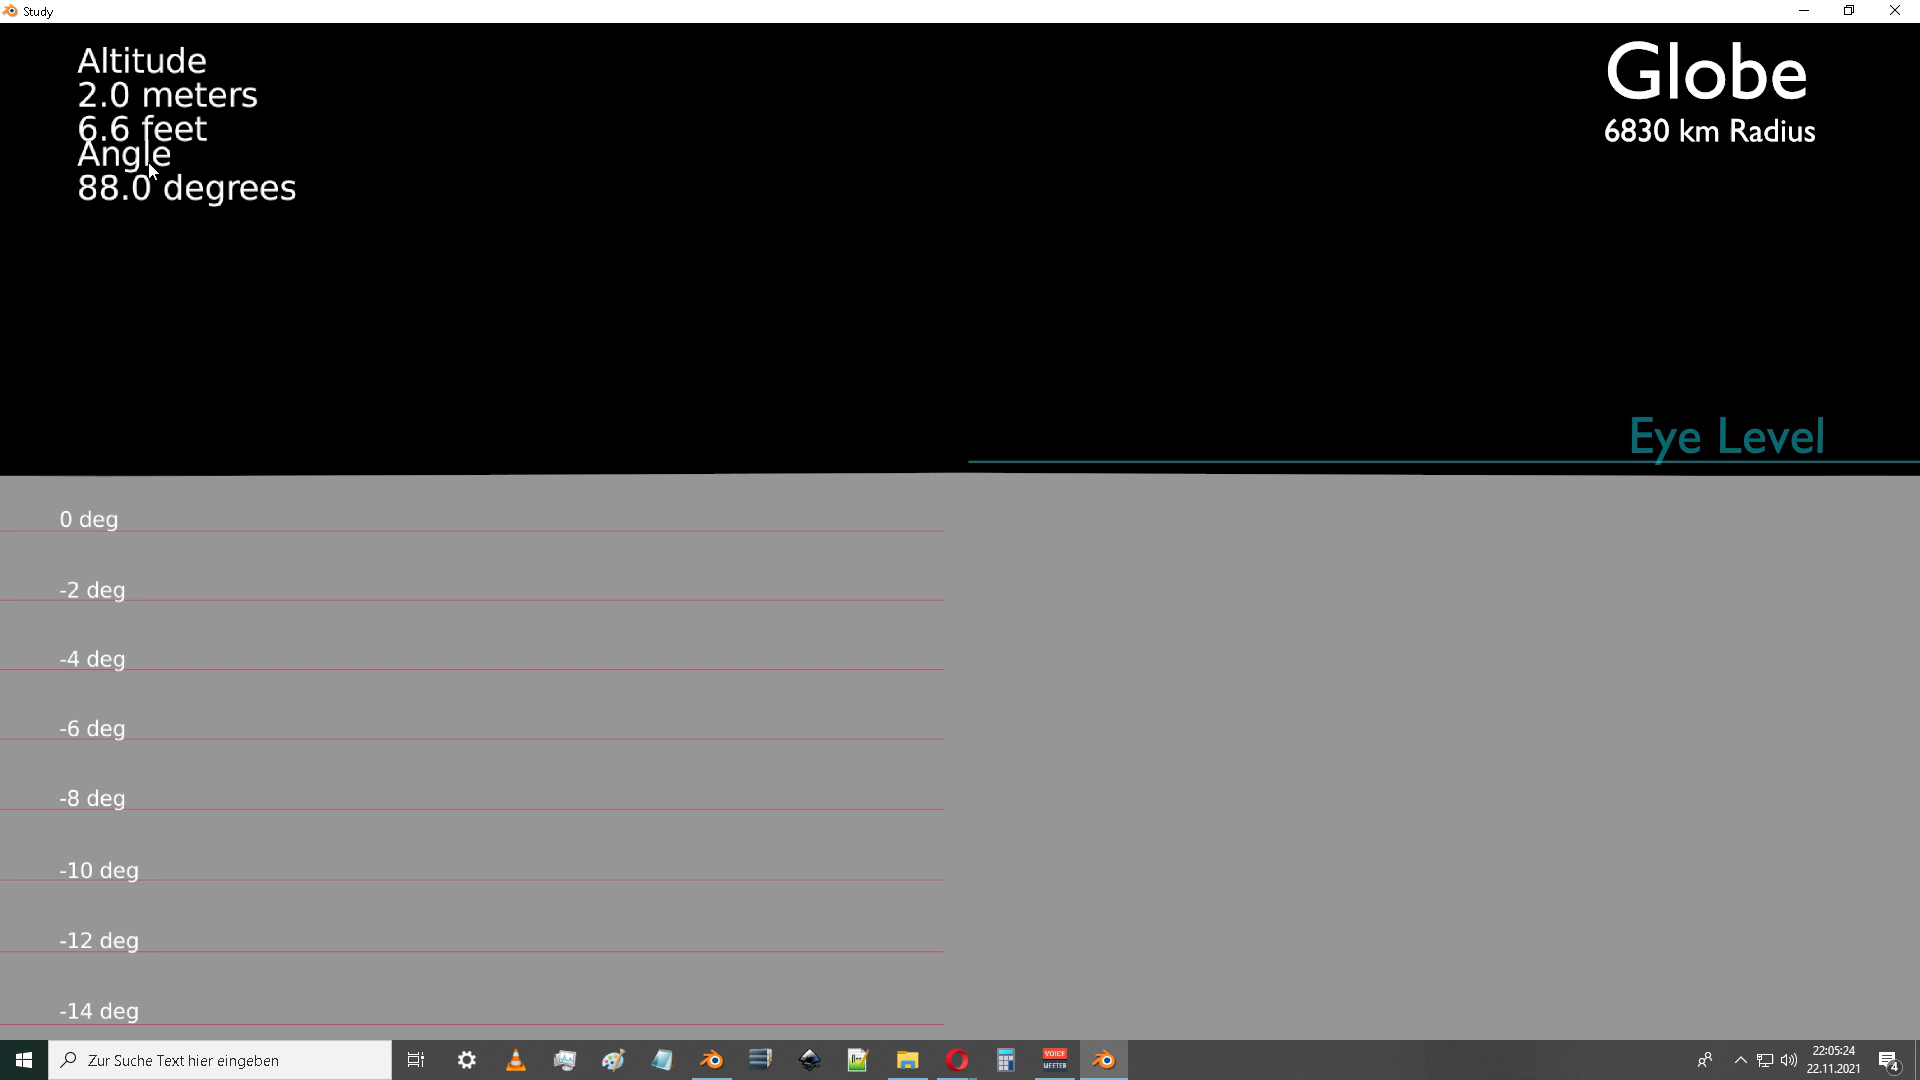 Study
Altitude
2.0 meters
6.6 feet
Angle
88.0 degrees
Globe
6830 km Radius
Eye Level
0 deg
-2 deg
-4 deg
-6 deg
-8 deg
-10 deg
-12 deg
-14 deg
Zur Suche Text hier eingeben
VOICE
MEETER
22:05:24
22.11.2021
4